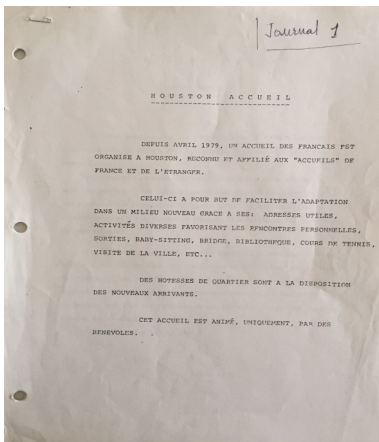 Journal 1
HOUSTON ACCUEIL
DEPUIS AVRIL 1979, UN ACCUEIL DES FRANCAIS EST
ORGANISE A HOUSTON, RECONNU ET AFFILIÉ AUX "ACCUEILS" DE
FRANCE ET DE L'ETRANGER.
CELUI-CI A POUR BUT DE FACILITER L'ADAPTATION
DANS UN MILIEU NOUVEAU GRACE A SES: ADRESSES UTILES,
ACTIVITÉS DIVERSES FAVORISANT LES RENCONTRES PERSONNELLES,
SORTIES, BABY-SITTING, BRIDGE, BIBLIOTHEQUE, COURS DE TENNIS,
VISITE DE LA VILLE, ETC...
DES HOTESSES DE QUARTIER SONT A LA DISPOSITION
DES NOUVEAUX ARRIVANTS.
CET ACCUEIL EST ANIMÉ, UNIQUEMENT, PAR DES
BENEVOLES.